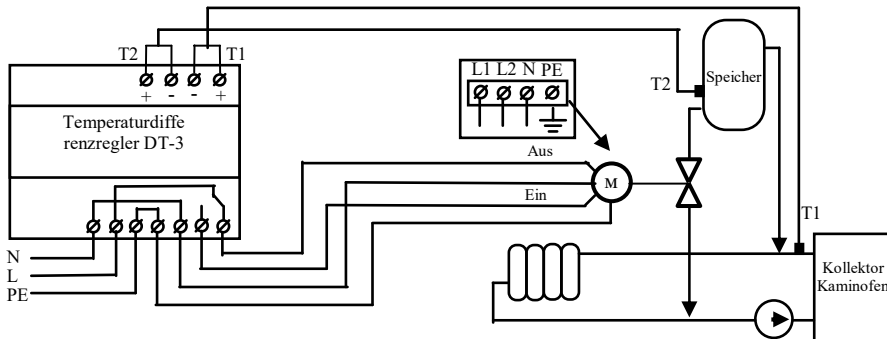 T2
T1
+ - - +
Temperaturdiffe
renzregler DT-3
N
L
PE
L1 L2 N PE
Aus
Ein
M
T2
Speicher
T1
Kollektor
Kaminofen